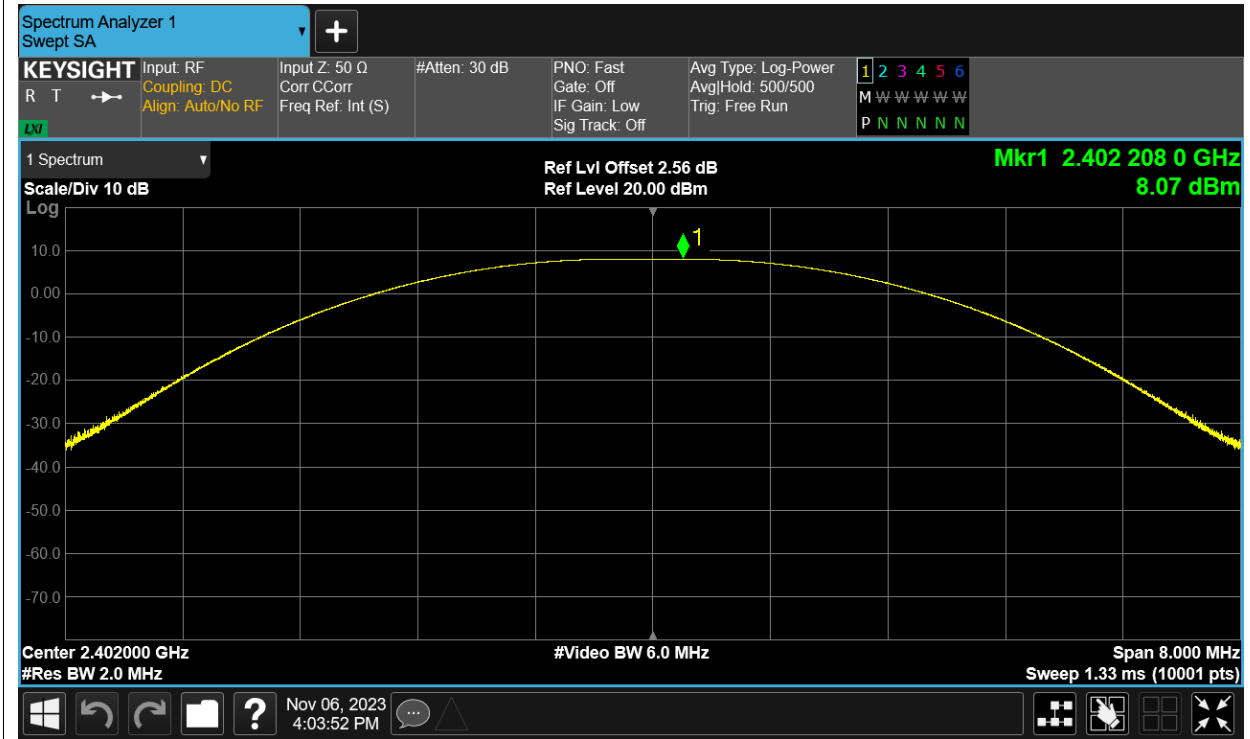 Spectrum Analyzer 1
Swept SA
+
KEYSIGHT
R T
LXI
Input: RF
Coupling: DC
Align: Auto/No RF
Input Z: 50 Ω
Corr CCorr
Freq Ref: Int (S)
#Atten: 30 dB
PNO: Fast
Gate: Off
IF Gain: Low
Sig Track: Off
Avg Type: Log-Power
Avg|Hold: 500/500
Trig: Free Run
1 2 3 4 5 6
M W W W W W
P N N N N N
1 Spectrum
Scale/Div 10 dB
Log
Ref Lvl Offset 2.56 dB
Ref Level 20.00 dBm
Mkr1 2.402 208 0 GHz
8.07 dBm
1
10.0
0.00
-10.0
-20.0
-30.0
-40.0
-50.0
-60.0
-70.0
Center 2.402000 GHz
#Res BW 2.0 MHz
#Video BW 6.0 MHz
Span 8.000 MHz
Sweep 1.33 ms (10001 pts)
?
Nov 06, 2023
4:03:52 PM